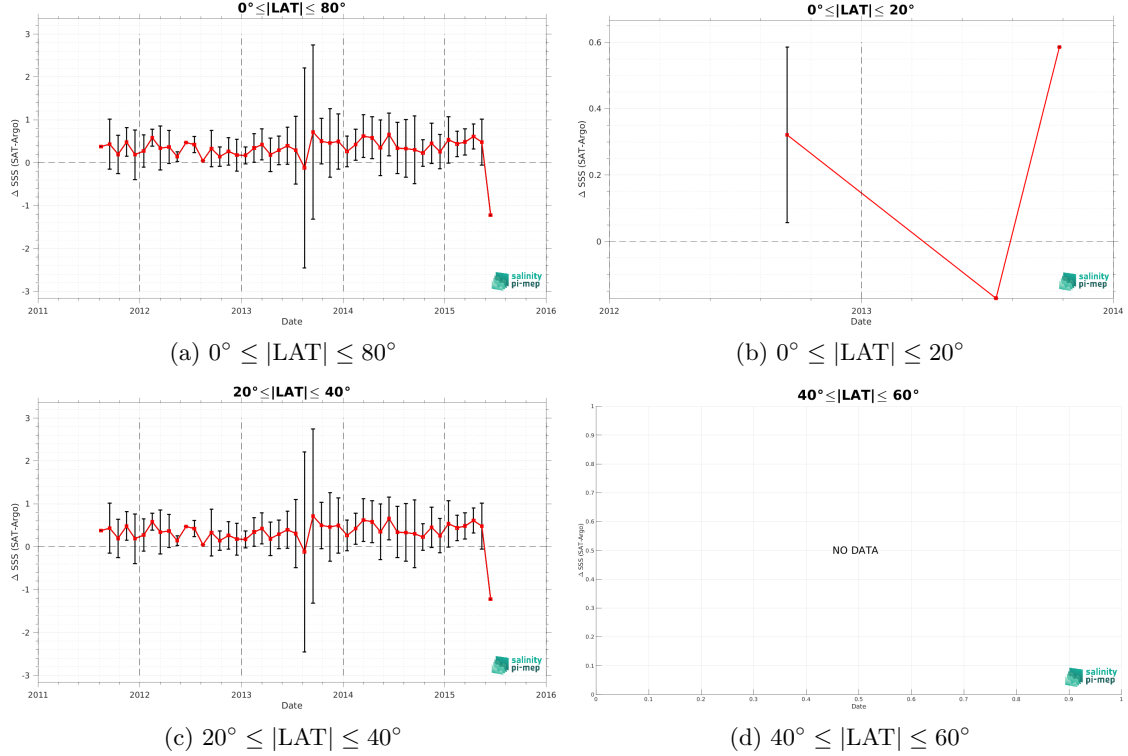 0°≤|LAT|≤ 80°
Δ SSS (SAT-Argo)
3
2
1
0
-1
-2
-3
2011 2012 2013 2014 2015 2016
Date
salinity
pi-mep
(a) 0° ≤ |LAT| ≤ 80°
0°≤|LAT|≤ 20°
Δ SSS (SAT-Argo)
0.6
0.4
0.2
0
2012 2013 2014
Date
salinity
pi-mep
(b) 0° ≤ |LAT| ≤ 20°
20°≤|LAT|≤ 40°
Δ SSS (SAT-Argo)
3
2
1
0
-1
-2
-3
2011 2012 2013 2014 2015 2016
Date
salinity
pi-mep
(c) 20° ≤ |LAT| ≤ 40°
40°≤|LAT|≤ 60°
Δ SSS (SAT-Argo)
1
0.9
0.8
0.7
0.6
0.5
0.4
0.3
0.2
0.1
0
NO DATA
0 0.1 0.2 0.3 0.4 0.5 0.6 0.7 0.8 0.9 1
Date
salinity
pi-mep
(d) 40° ≤ |LAT| ≤ 60°